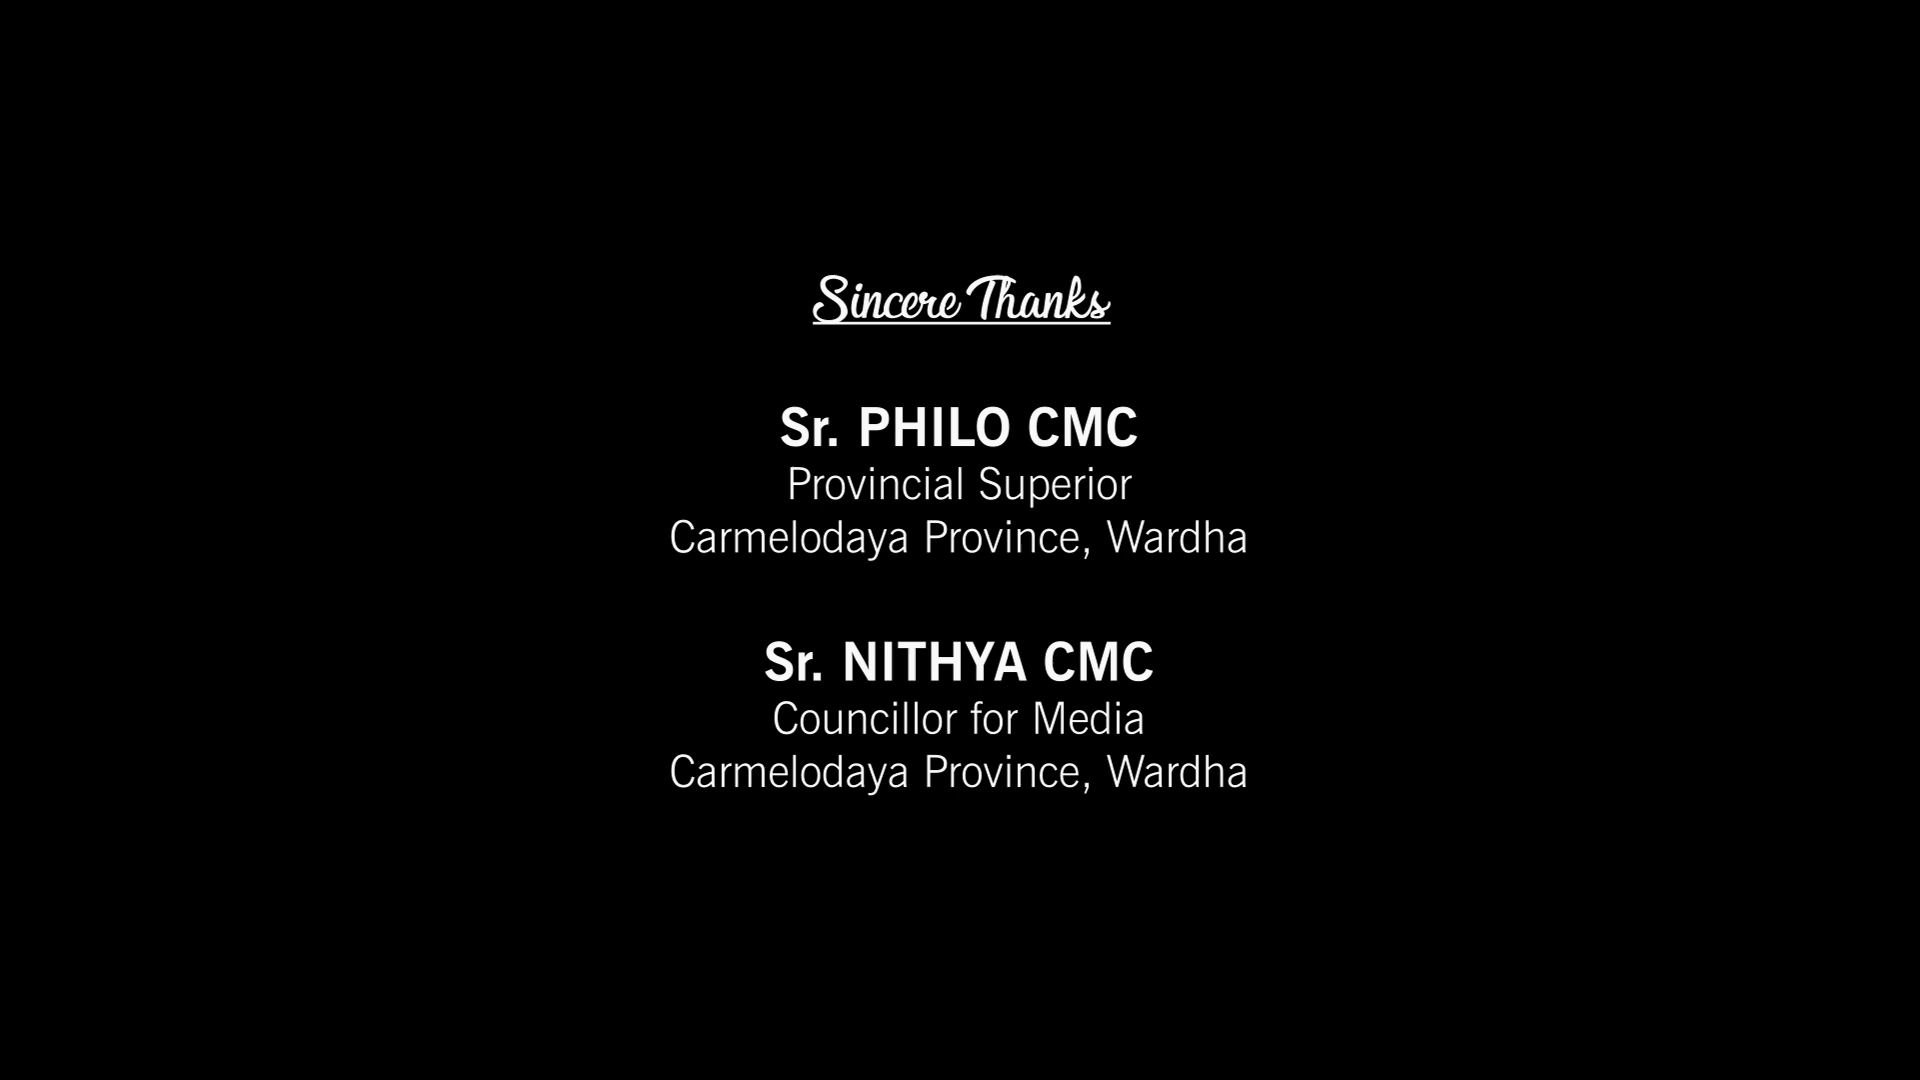 Sincere Thanks
Sr. PHILO CMC
Provincial Superior
Carmelodaya Province, Wardha
Sr. NITHYA CMC
Councillor for Media
Carmelodaya Province, Wardha